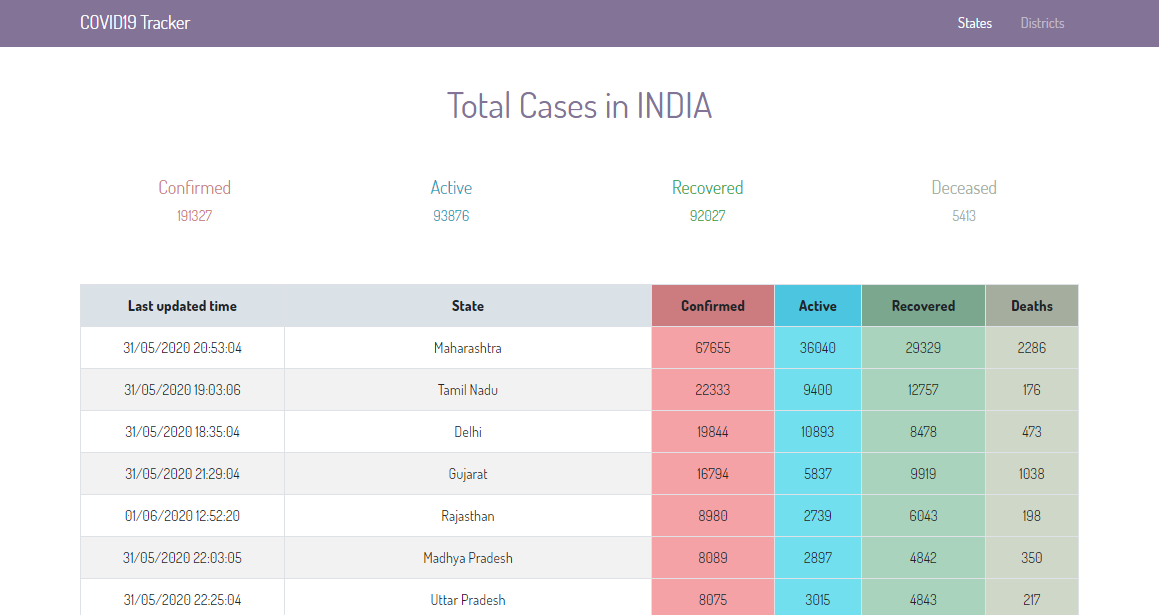 COVID19 Tracker States Districts
Total Cases in INDIA
Confirmed Active Recovered Deceased
191327 93876 92027 5413
Last updated time State Confirmed Active Recovered Deaths
31/05/2020 20:53:04 Maharashtra 67655 36040 29329 2286
31/05/2020 19:03:06 Tamil Nadu 22333 9400 12757 176
31/05/2020 18:35:04 Delhi 19844 10893 8478 473
31/05/2020 21:29:04 Gujarat 16794 5837 9919 1038
01/06/2020 12:52:20 Rajasthan 8980 2739 6043 198
31/05/2020 22:03:05 Madhya Pradesh 8089 2897 4842 350
31/05/2020 22:25:04 Uttar Pradesh 8075 3015 4843 217